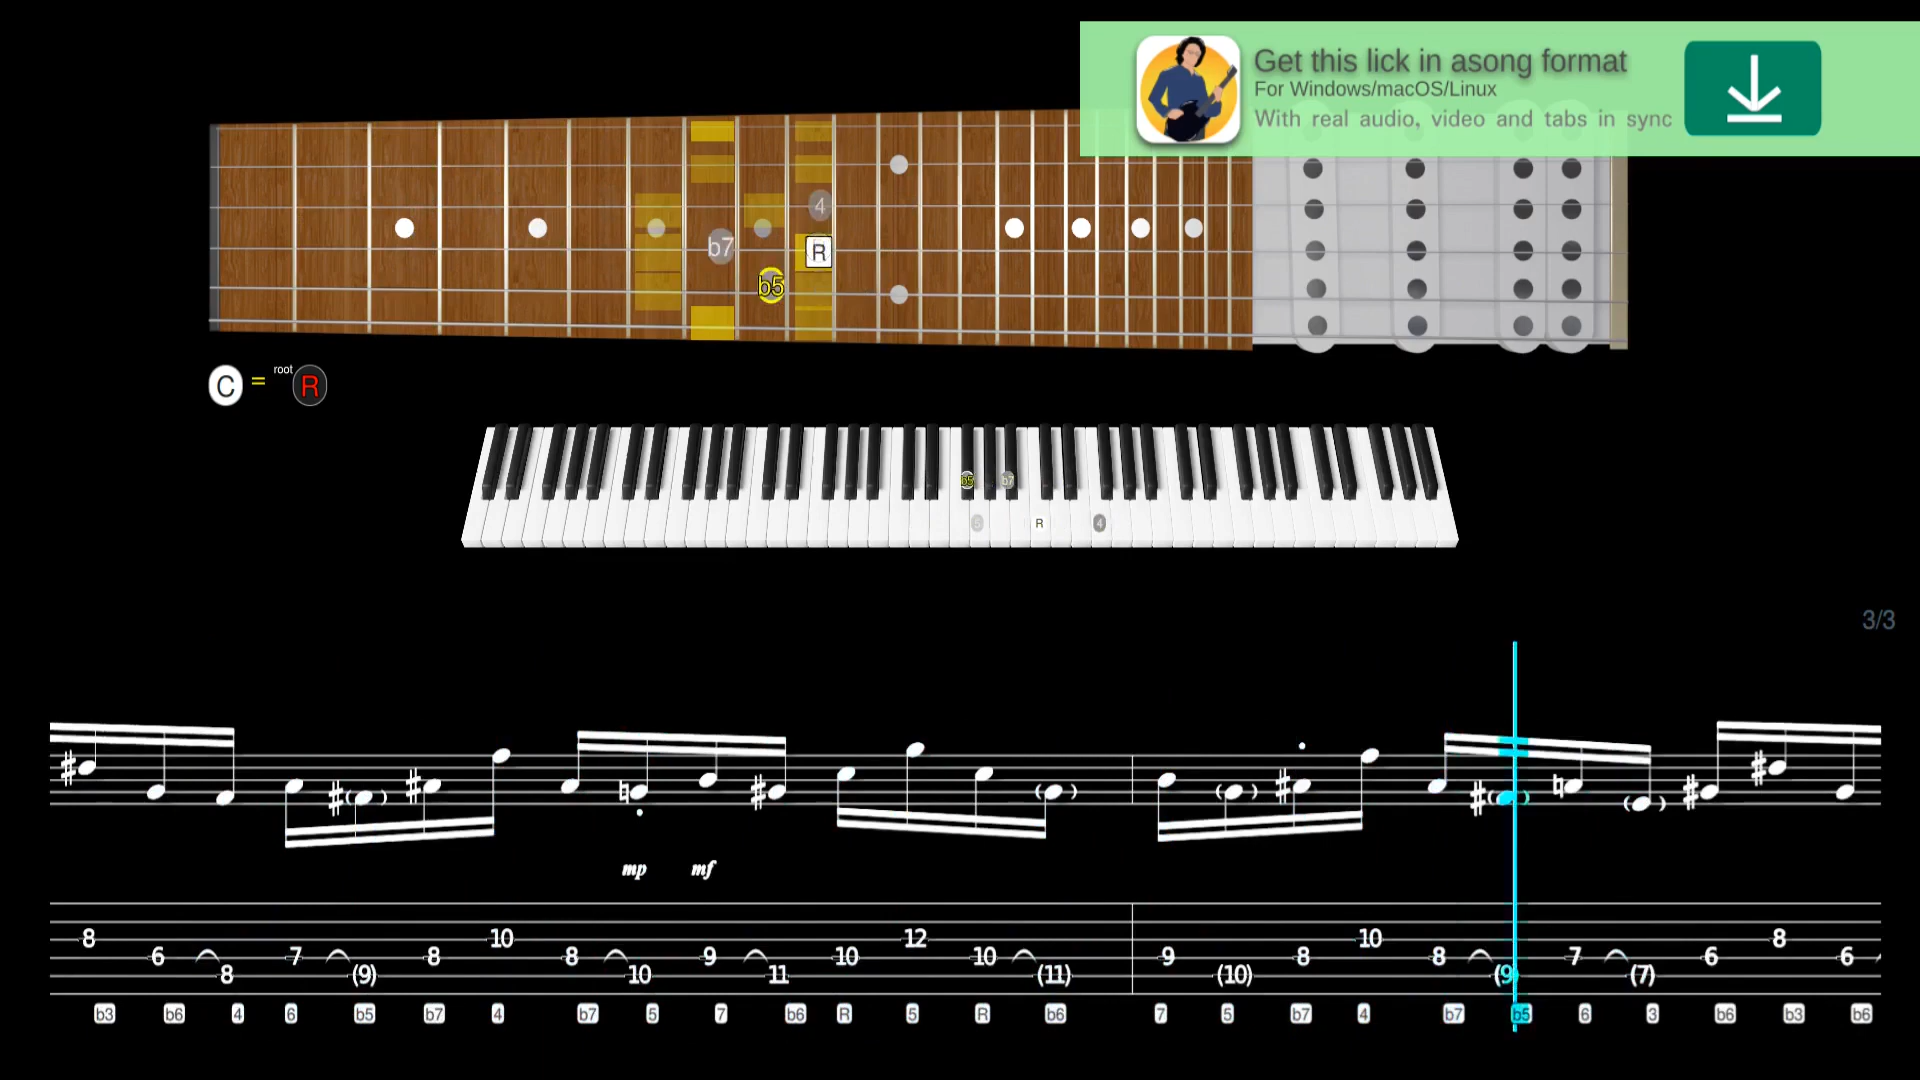 Get this lick in asong format
For Windows/macOS/Linux
With real audio, video and tabs in sync
4
b7
R
b5
C = root R
b5 b7
5 R 4
3/3
mp mf
8 10 12 10 8
6 7 8 8 9 10 10 9 8 8 7 6 6
8 (9) 10 11 (11) (10) (9) (7)
b3 b6 4 6 b5 b7 4 b7 5 7 b6 R 5 R b6 7 5 b7 4 b7 b5 6 3 b6 b3 b6